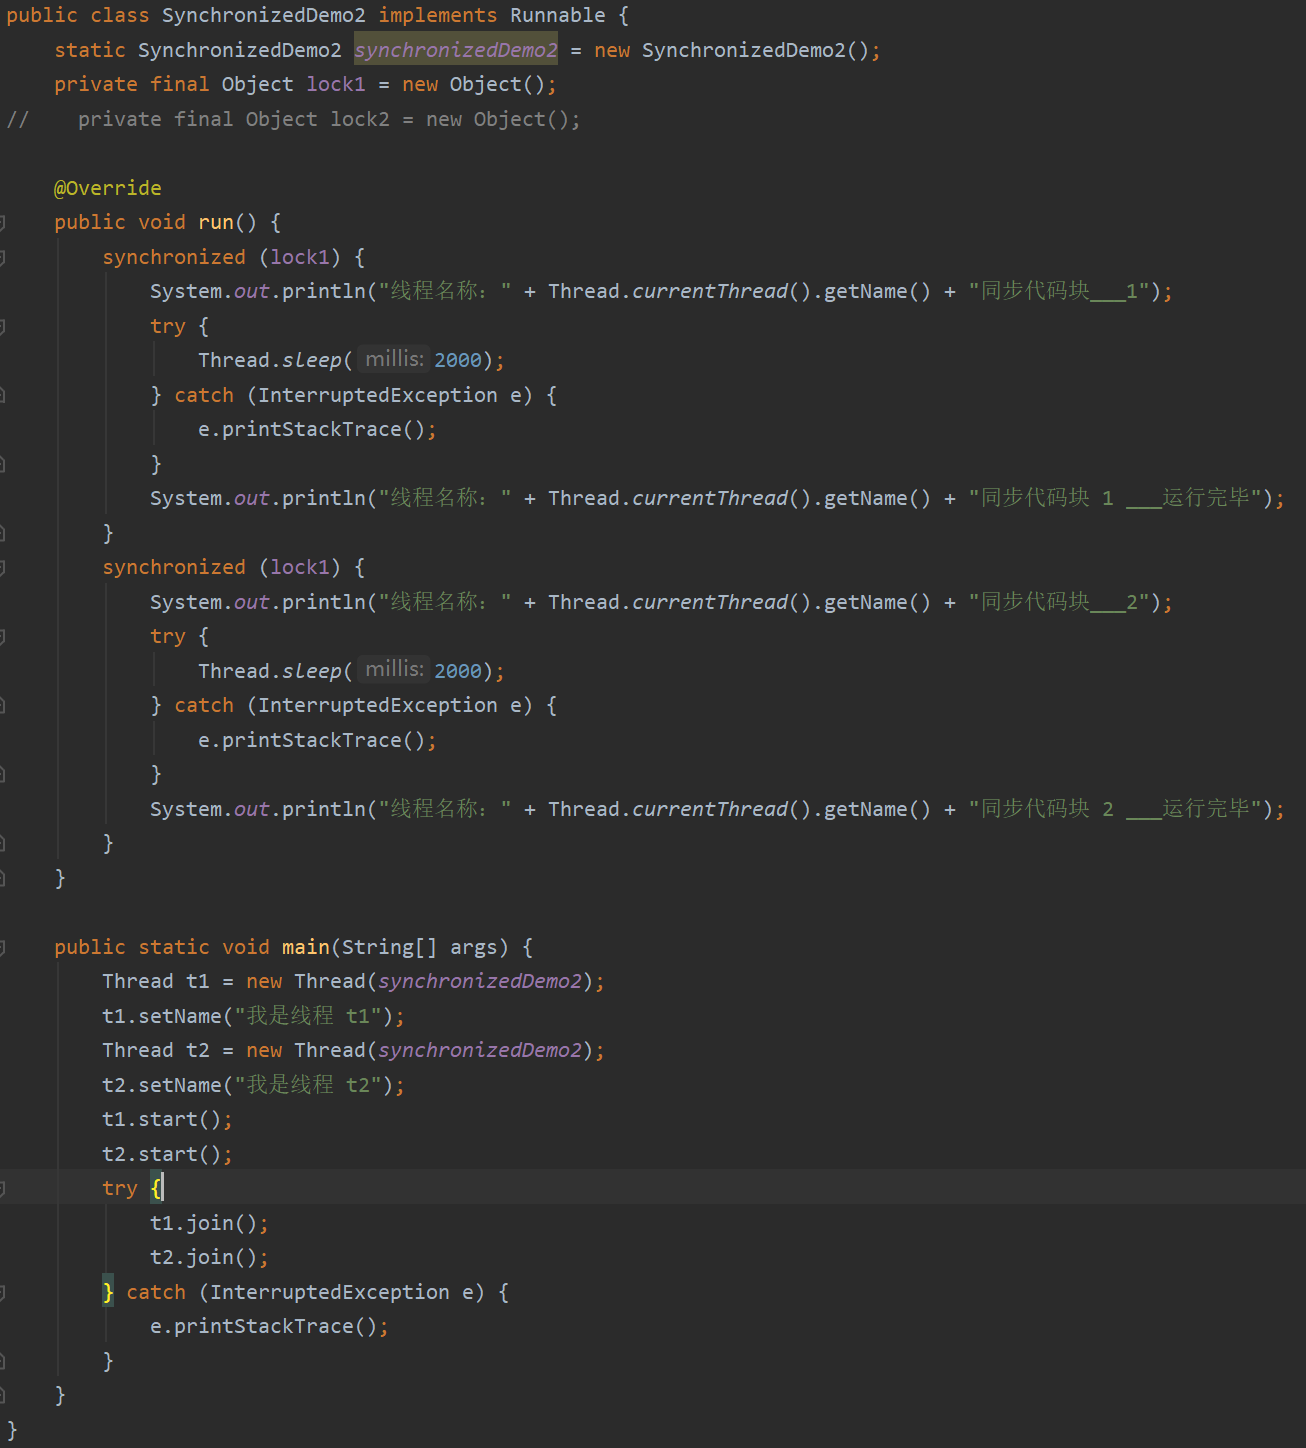 public class SynchronizedDemo2 implements Runnable {
    static SynchronizedDemo2 synchronizedDemo2 = new SynchronizedDemo2();
    private final Object lock1 = new Object();
//    private final Object lock2 = new Object();
    @Override
    public void run() {
        synchronized (lock1) {
            System.out.println("线程名称：" + Thread.currentThread().getName() + "同步代码块___1");
            try {
                Thread.sleep( millis: 2000);
            } catch (InterruptedException e) {
                e.printStackTrace();
            }
            System.out.println("线程名称：" + Thread.currentThread().getName() + "同步代码块 1 ___运行完毕");
        }
        synchronized (lock1) {
            System.out.println("线程名称：" + Thread.currentThread().getName() + "同步代码块___2");
            try {
                Thread.sleep( millis: 2000);
            } catch (InterruptedException e) {
                e.printStackTrace();
            }
            System.out.println("线程名称：" + Thread.currentThread().getName() + "同步代码块 2 ___运行完毕");
        }
    }
    public static void main(String[] args) {
        Thread t1 = new Thread(synchronizedDemo2);
        t1.setName("我是线程 t1");
        Thread t2 = new Thread(synchronizedDemo2);
        t2.setName("我是线程 t2");
        t1.start();
        t2.start();
        try {
            t1.join();
            t2.join();
        } catch (InterruptedException e) {
            e.printStackTrace();
        }
    }
}